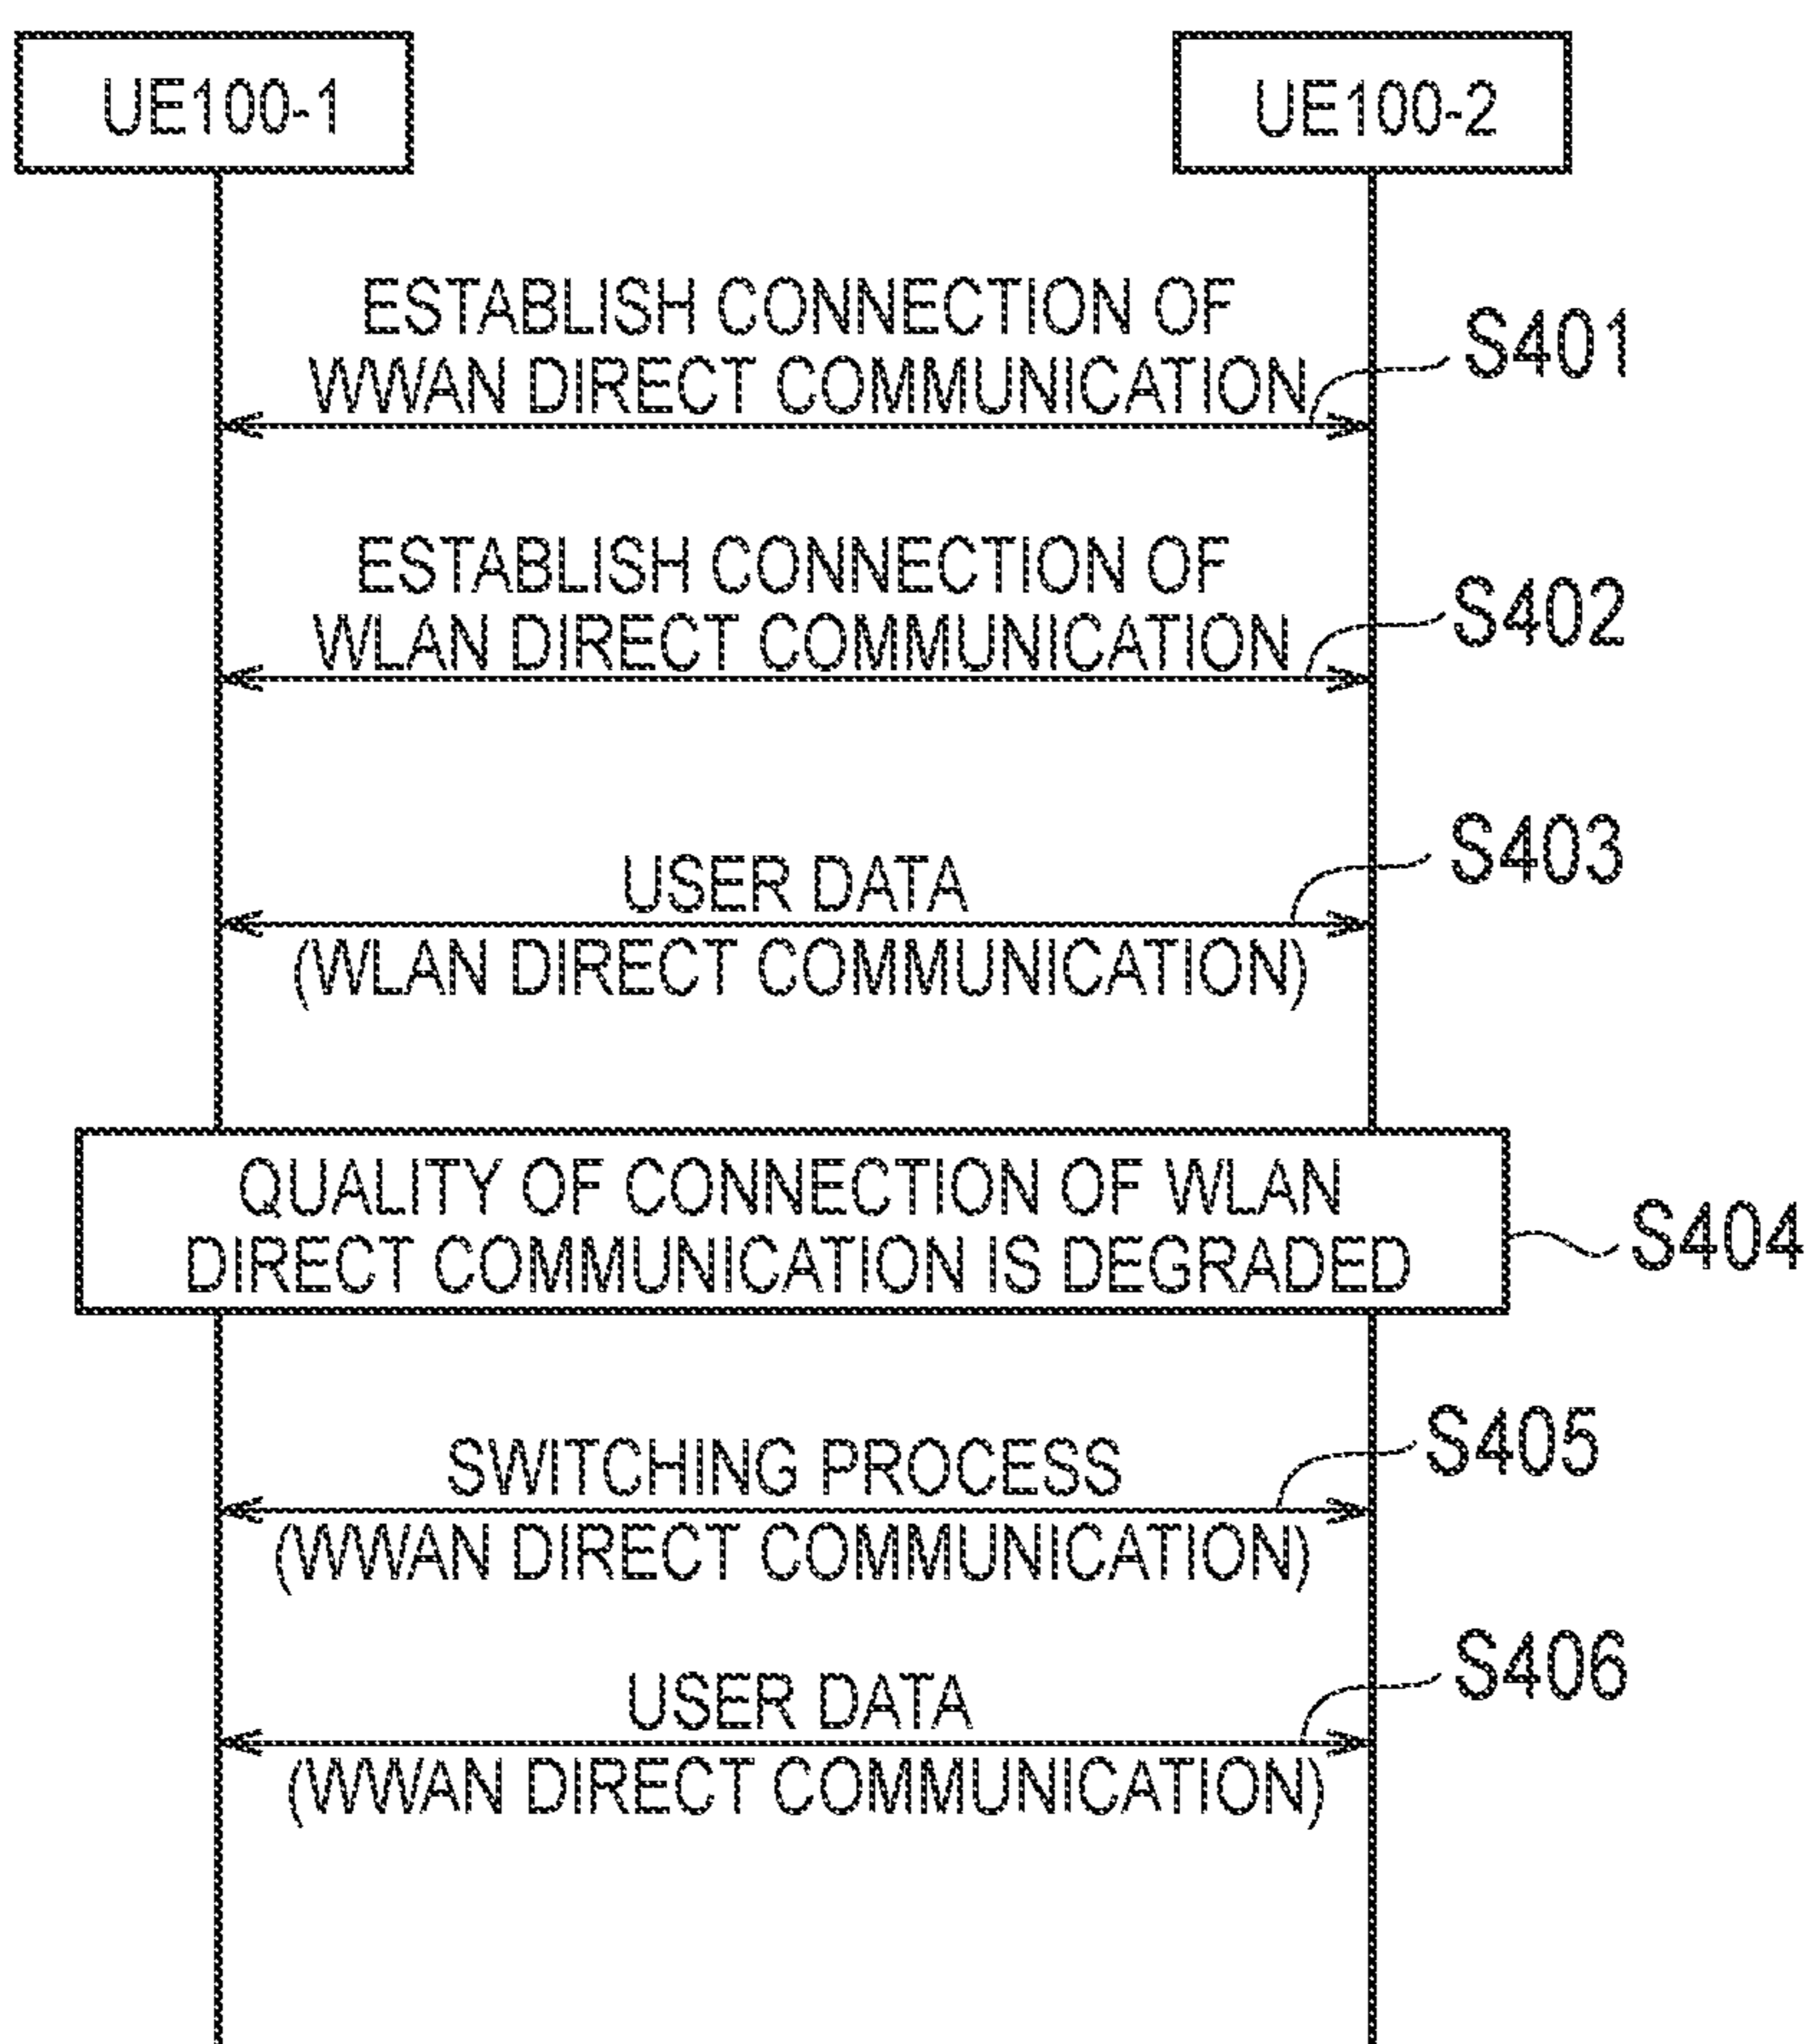 UE100-1
UE100-2
ESTABLISH CONNECTION OF
WWAN DIRECT COMMUNICATION
S401
ESTABLISH CONNECTION OF
WLAN DIRECT COMMUNICATION
S402
USER DATA
(WLAN DIRECT COMMUNICATION)
S403
QUALITY OF CONNECTION OF WLAN
DIRECT COMMUNICATION IS DEGRADED
S404
SWITCHING PROCESS
(WWAN DIRECT COMMUNICATION)
S405
USER DATA
(WWAN DIRECT COMMUNICATION)
S406